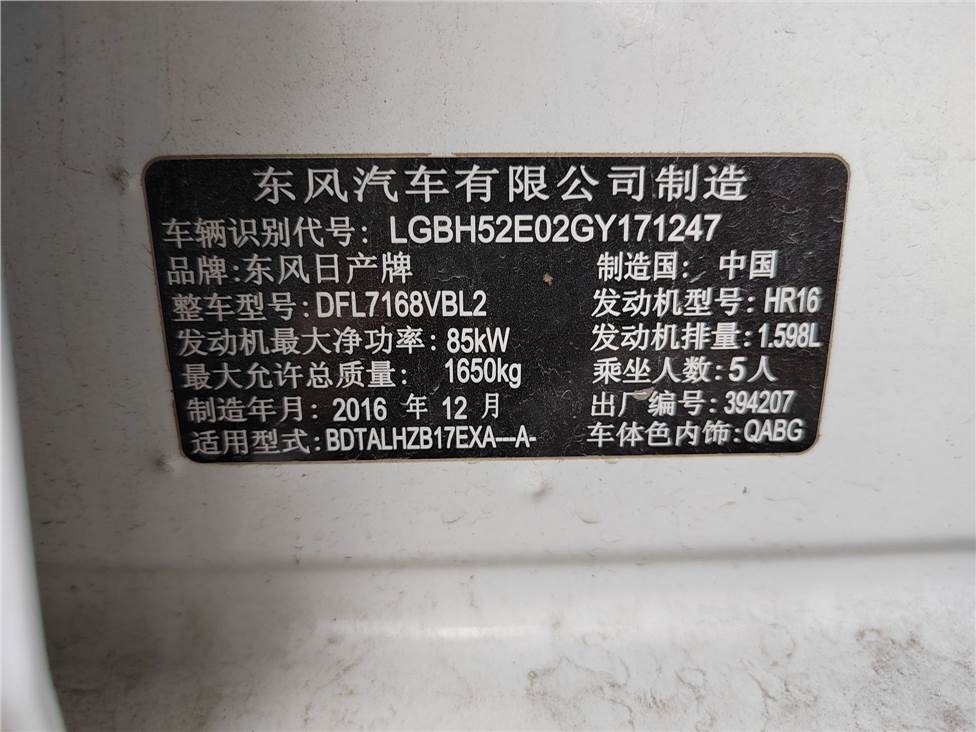 东风汽车有限公司制造
车辆识别代号: LGBH52E02GY171247
品牌:东风日产牌 制造国: 中国
整车型号:DFL7168VBL2 发动机型号:HR16
发动机最大净功率:85kW 发动机排量:1.598L
最大允许总质量: 1650kg 乘坐人数:5人
制造年月:2016 年 12 月 出厂编号:394207
适用型式:BDTALHZB17EXA---A- 车体色内饰:QABG